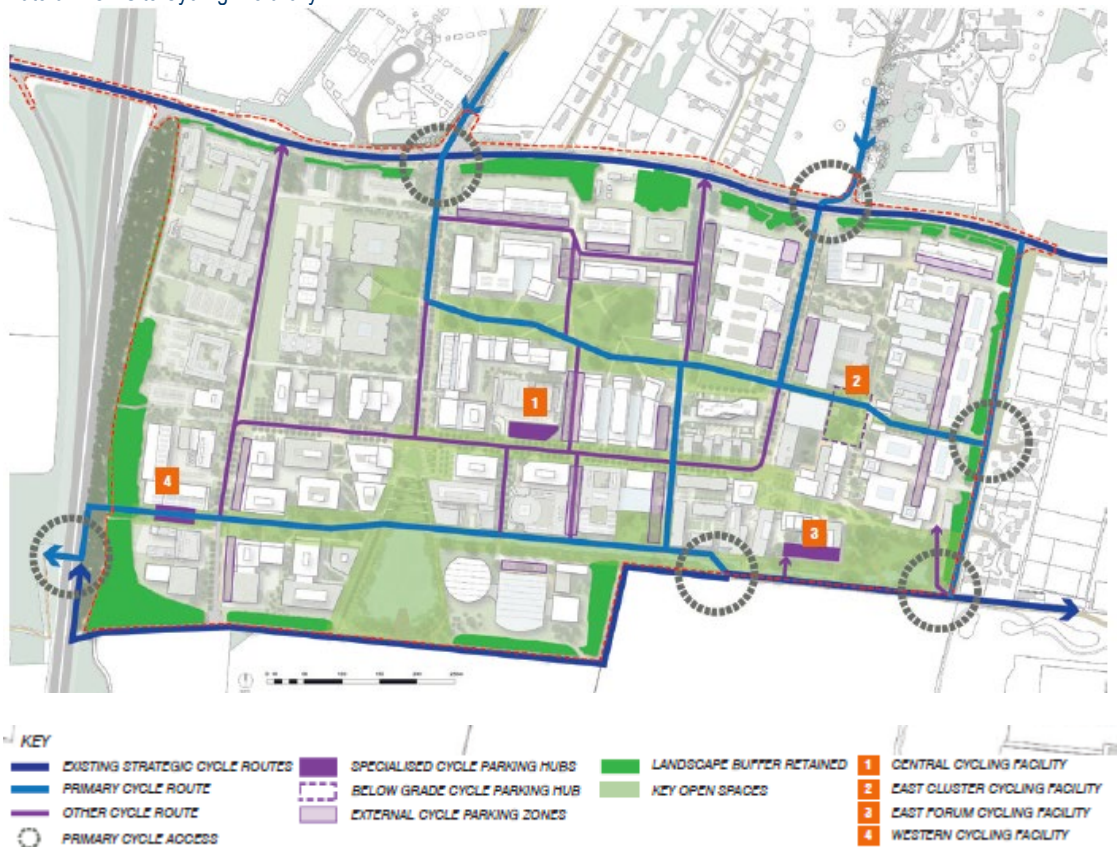 1
2
3
4
KEY
EXISTING STRATEGIC CYCLE ROUTES
PRIMARY CYCLE ROUTE
OTHER CYCLE ROUTE
PRIMARY CYCLE ACCESS
SPECIALISED CYCLE PARKING HUBS
BELOW GRADE CYCLE PARKING HUB
EXTERNAL CYCLE PARKING ZONES
LANDSCAPE BUFFER RETAINED
KEY OPEN SPACES
1 CENTRAL CYCLING FACILITY
2 EAST CLUSTER CYCLING FACILITY
3 EAST FORUM CYCLING FACILITY
4 WESTERN CYCLING FACILITY